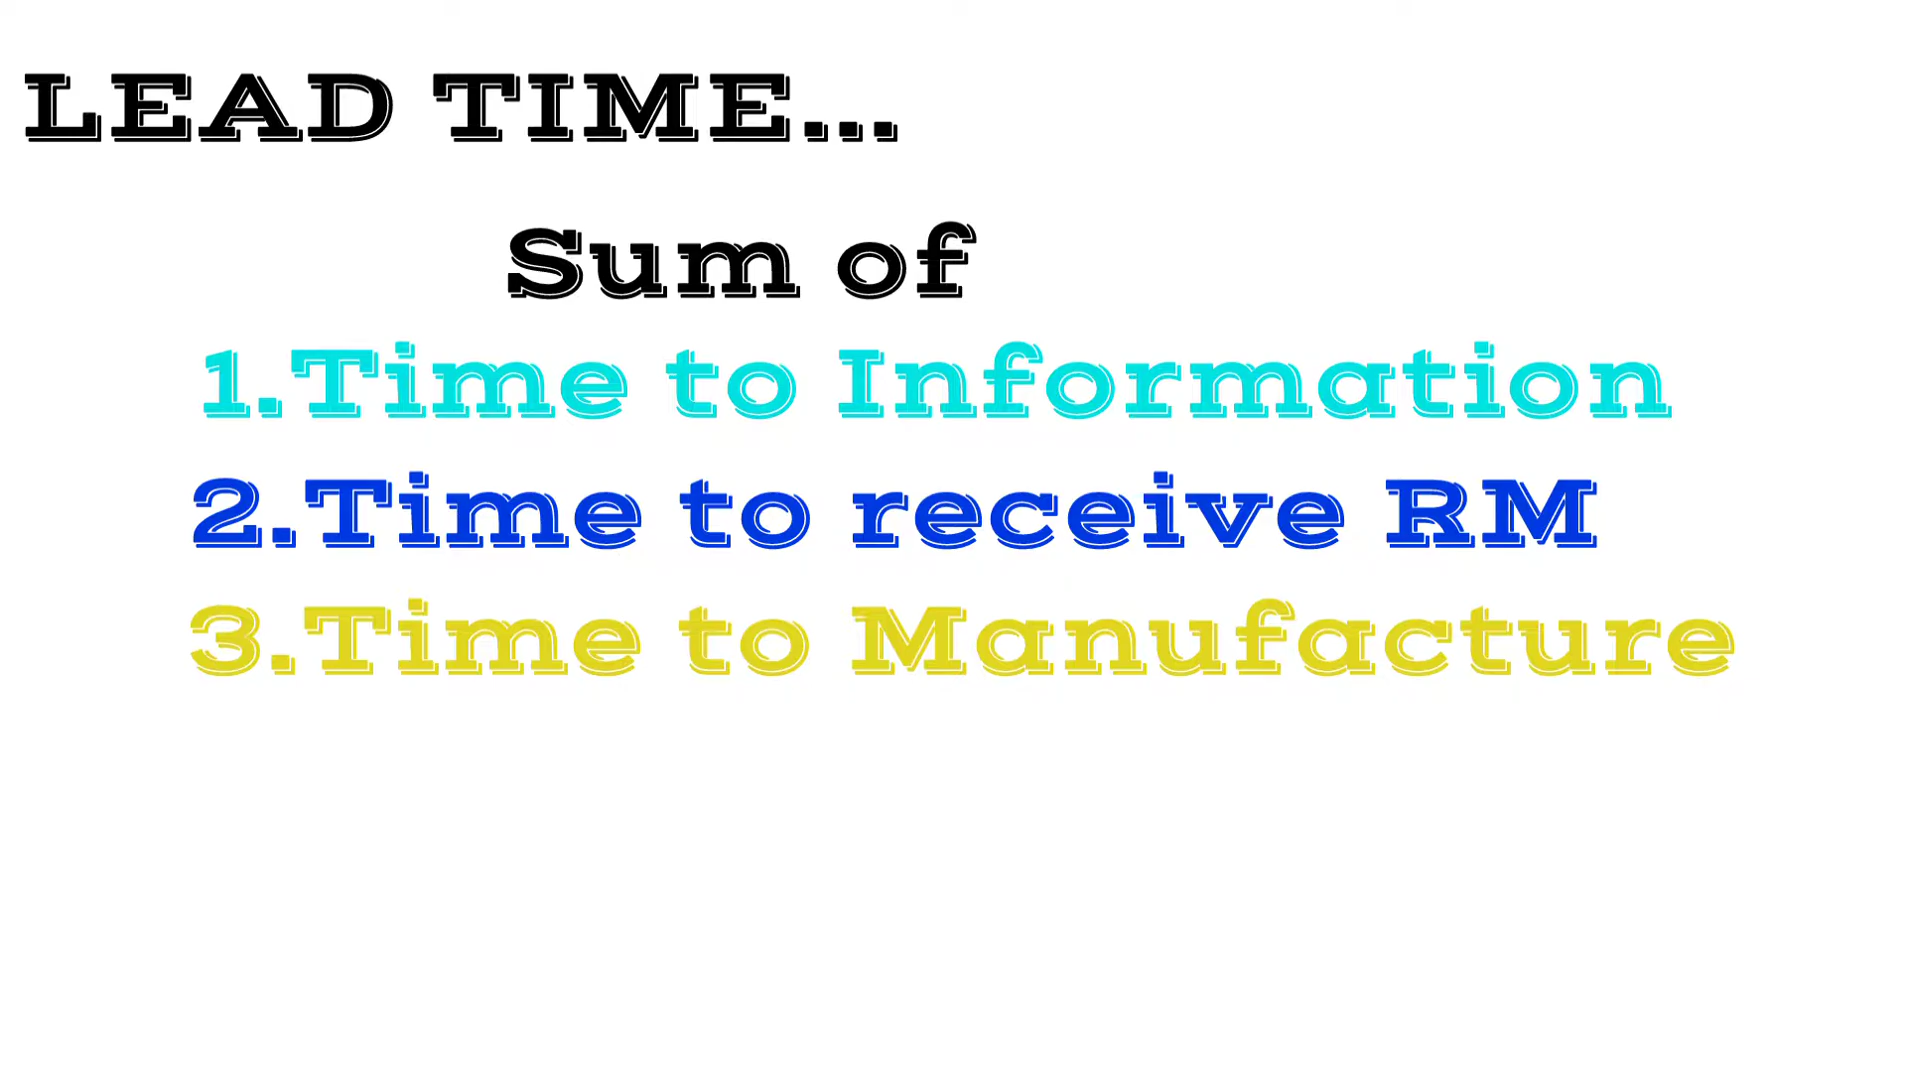 LEAD TIME...
Sum of
1.Time to Information
2.Time to receive RM
3.Time to Manufacture